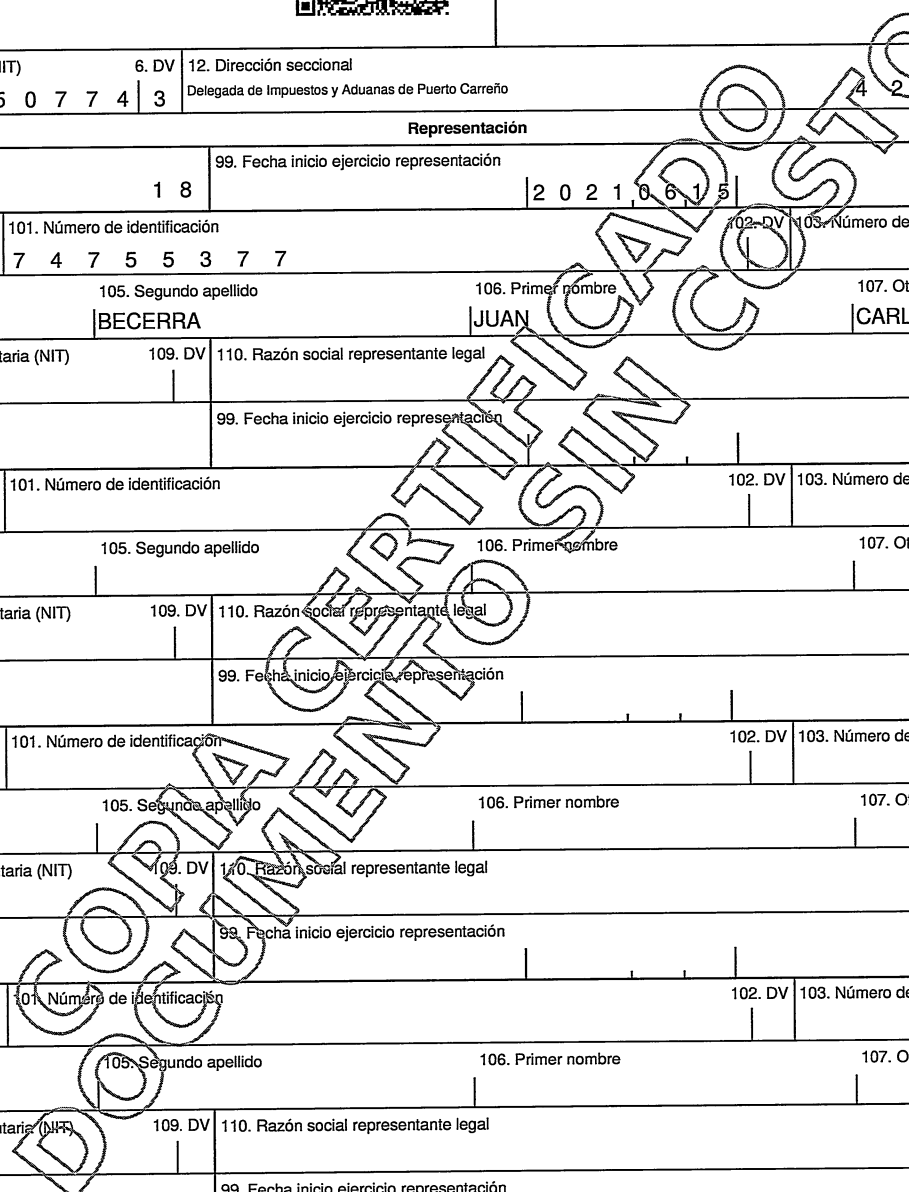 IIT) 6. DV 12. Dirección seccional
5 0 7 7 4 3 Delegada de Impuestos y Aduanas de Puerto Carreño 4 2
Representación
99. Fecha inicio ejercicio representación
1 8 2 0 2 1 0 6 1 5
101. Número de identificación 102. DV 103. Número de
7 4 7 5 5 3 7 7
105. Segundo apellido 106. Primer nombre 107. Ot
BECERRA JUAN CARL
taria (NIT) 109. DV 110. Razón social representante legal
99. Fecha inicio ejercicio representación
101. Número de identificación 102. DV 103. Número de
105. Segundo apellido 106. Primer nombre 107. Ot
taria (NIT) 109. DV 110. Razón social representante legal
99. Fecha inicio ejercicio representación
101. Número de identificación 102. DV 103. Número de
105. Segundo apellido 106. Primer nombre 107. Ot
taria (NIT) 109. DV 110. Razón social representante legal
99. Fecha inicio ejercicio representación
101. Número de identificación 102. DV 103. Número de
105. Segundo apellido 106. Primer nombre 107. O
utaria (NIT) 109. DV 110. Razón social representante legal
99. Fecha inicio ejercicio representación
COPIA CERTIFICADO
DOCUMENTO SIN COSTO